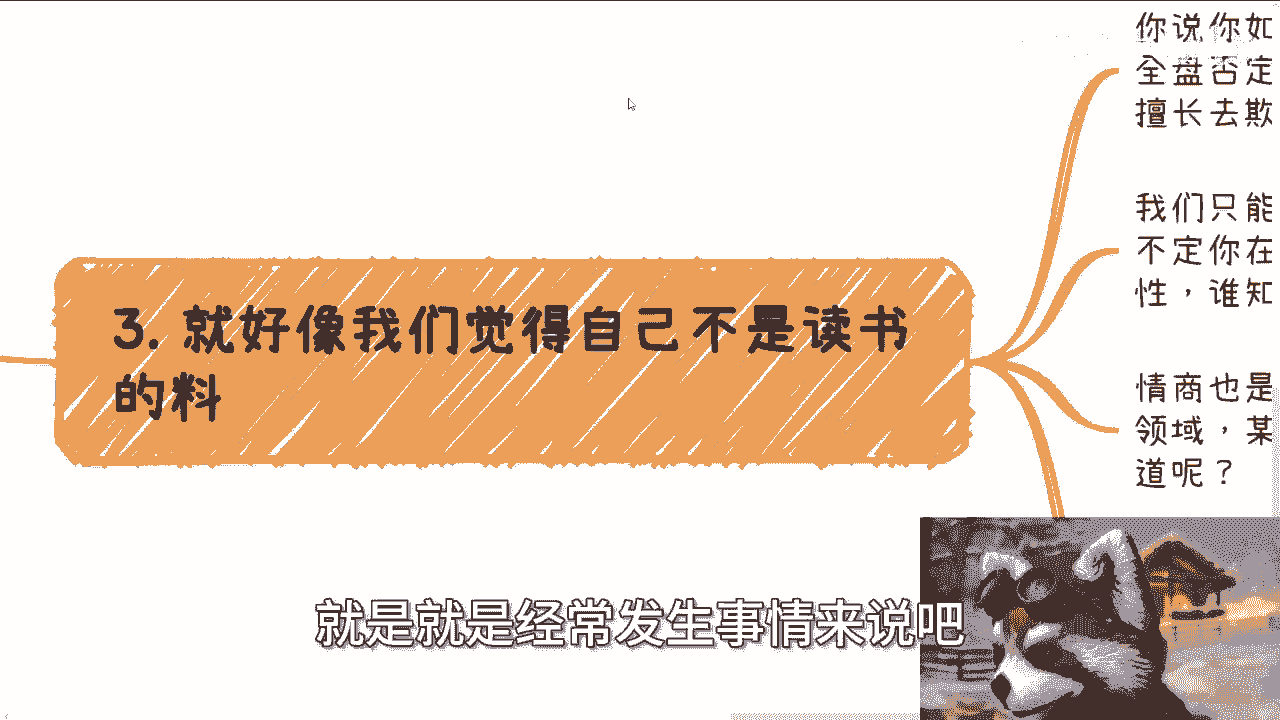 3. 就好像我们觉得自己不是读书
的料
你说你如
全盘否定
擅长去欺
我们只能
不定你在
性，谁知
情商也是
领域，某
道呢？
就是就是经常发生事情来说吧